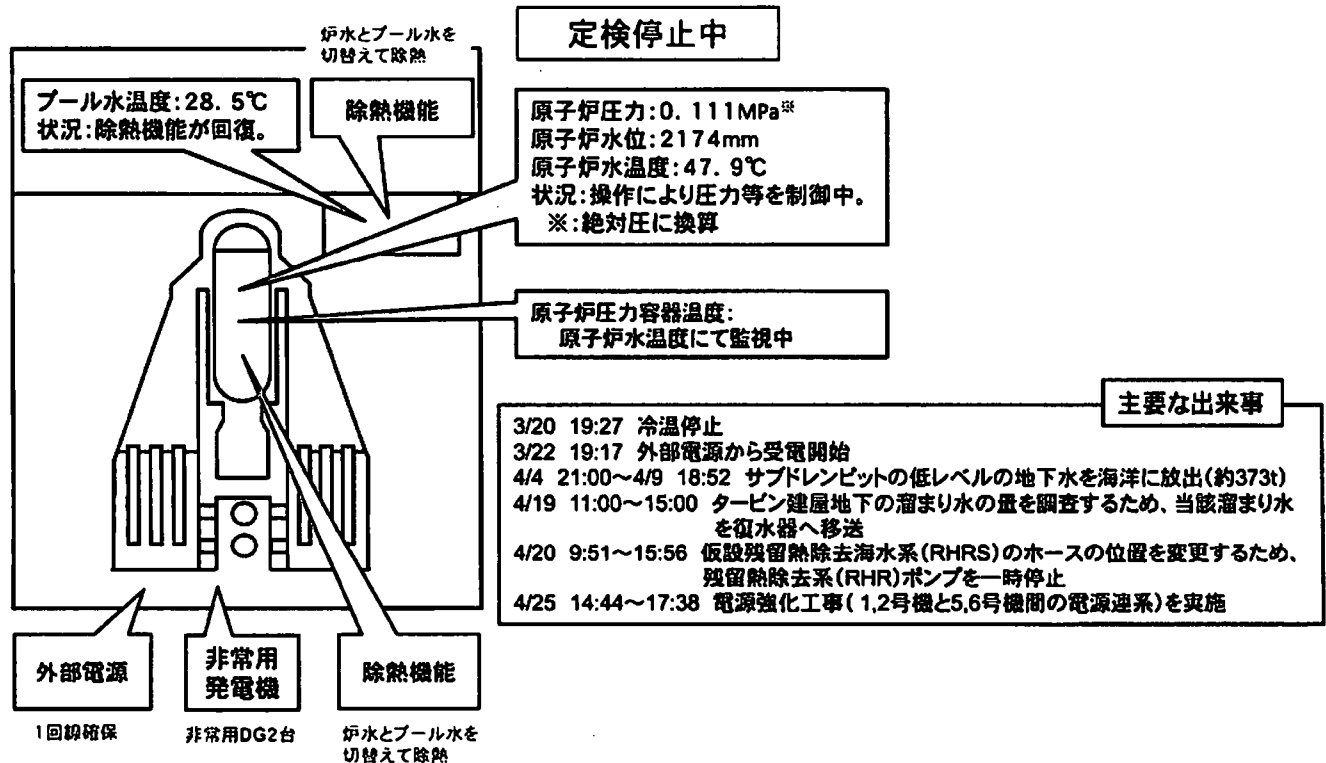 定検停止中
炉水とプール水を
切替えて除熱
プール水温度:28.5℃
状況:除熱機能が回復。
除熱機能
原子炉圧力:0.111MPa※
原子炉水位:2174mm
原子炉水温度:47.9℃
状況:操作により圧力等を制御中。
※:絶対圧に換算
原子炉圧力容器温度:
原子炉水温度にて監視中
主要な出来事
3/20 19:27 冷温停止
3/22 19:17 外部電源から受電開始
4/4 21:00～4/9 18:52 サブドレンピットの低レベルの地下水を海洋に放出(約373t)
4/19 11:00～15:00 タービン建屋地下の溜まり水の量を調査するため、当該溜まり水
を復水器へ移送
4/20 9:51～15:56 仮設残留熱除去海水系(RHRS)のホースの位置を変更するため、
残留熱除去系(RHR)ポンプを一時停止
4/25 14:44～17:38 電源強化工事(1,2号機と5,6号機間の電源連系)を実施
外部電源
1回線確保
非常用
発電機
非常用DG2台
除熱機能
炉水とプール水を
切替えて除熱